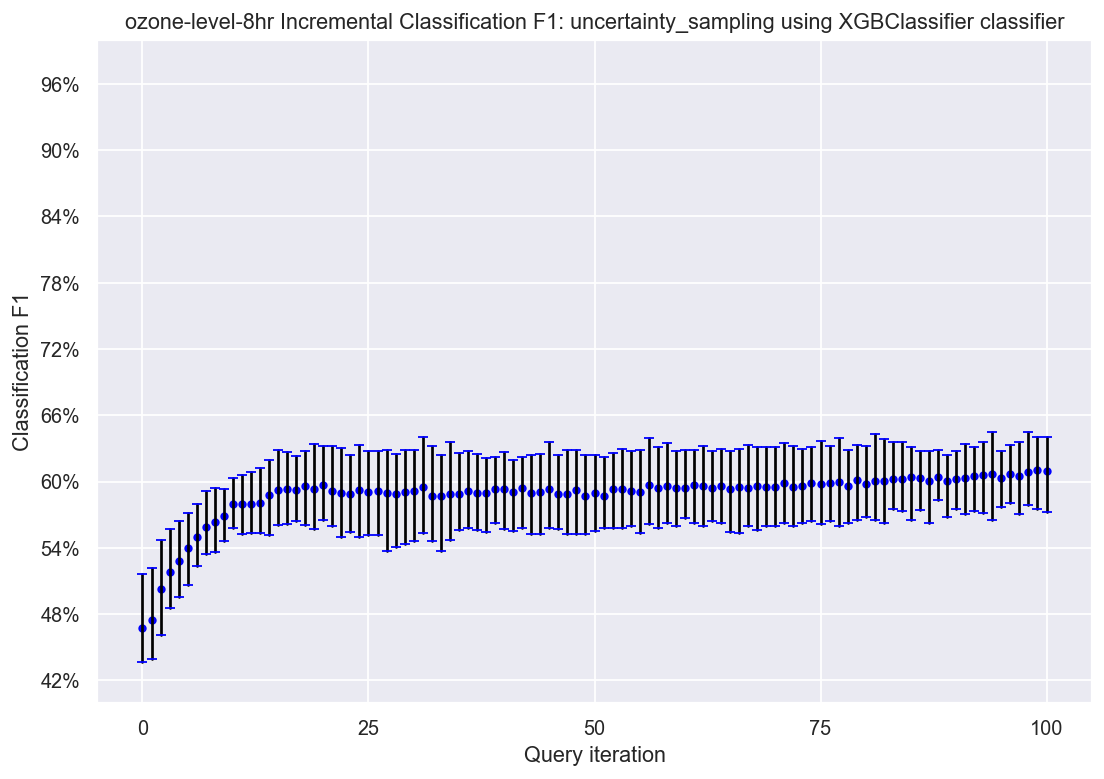 ozone-level-8hr Incremental Classification F1: uncertainty_sampling using XGBClassifier classifier
96%
90%
84%
78%
72%
66%
60%
54%
48%
42%
Classification F1
0 25 50 75 100
Query iteration